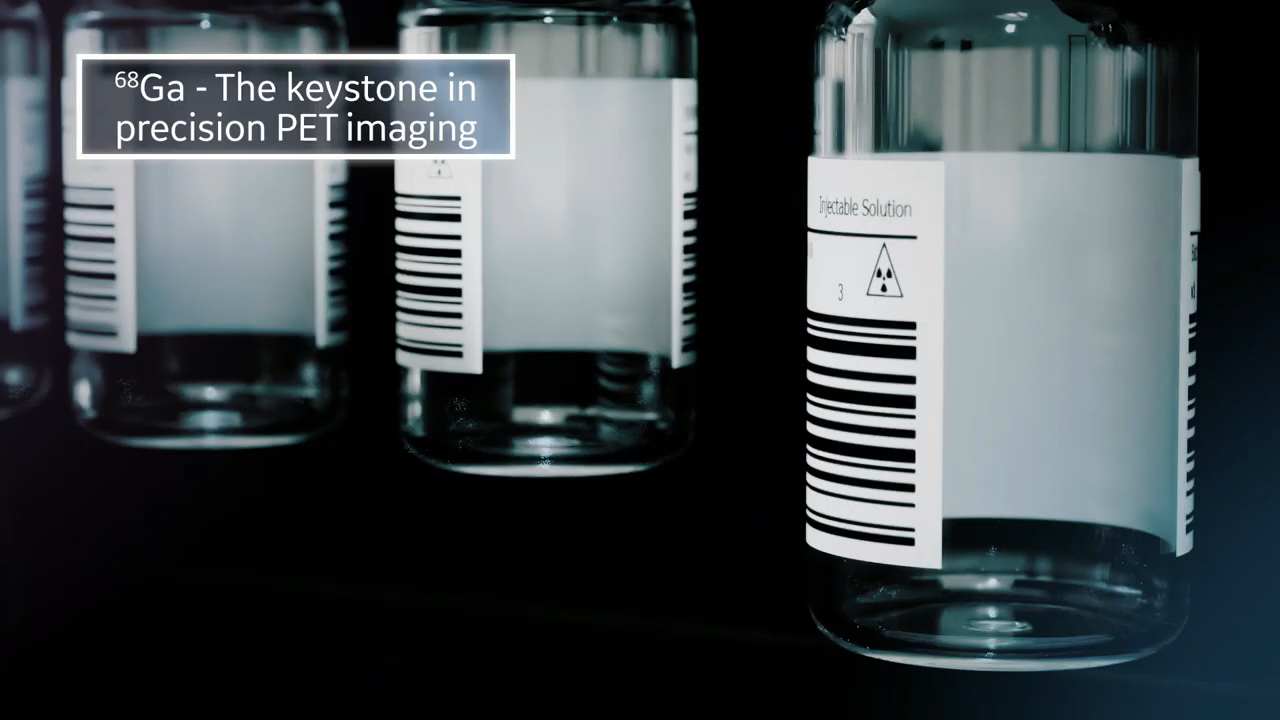 ⁶⁸Ga - The keystone in
precision PET imaging
Injectable Solution
3